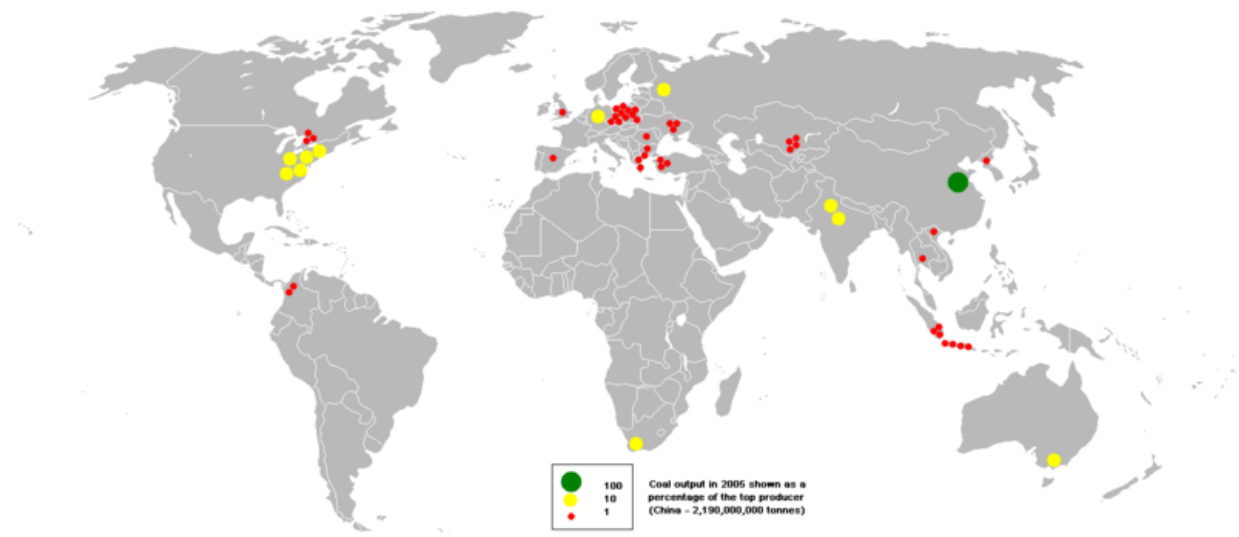 100
10
1
Coal output in 2005 shown as a
percentage of the top producer
(China - 2,190,000,000 tonnes)